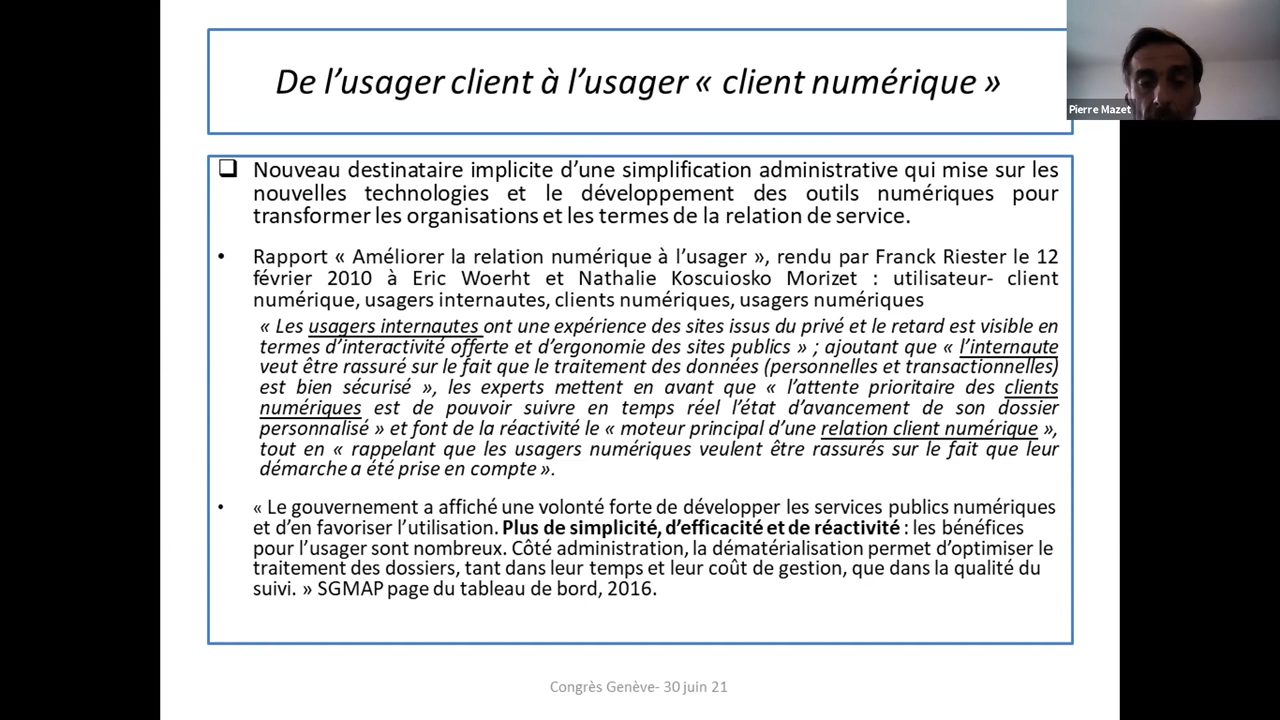 De l’usager client à l’usager « client numérique »
Pierre Mazet
❑ Nouveau destinataire implicite d’une simplification administrative qui mise sur les
nouvelles technologies et le développement des outils numériques pour
transformer les organisations et les termes de la relation de service.
• Rapport « Améliorer la relation numérique à l’usager », rendu par Franck Riester le 12
février 2010 à Eric Woerht et Nathalie Koscuiosko Morizet : utilisateur- client
numérique, usagers internautes, clients numériques, usagers numériques
« Les usagers internautes ont une expérience des sites issus du privé et le retard est visible en
termes d’interactivité offerte et d’ergonomie des sites publics » ; ajoutant que « l’internaute
veut être rassuré sur le fait que le traitement des données (personnelles et transactionnelles)
est bien sécurisé », les experts mettent en avant que « l’attente prioritaire des clients
numériques est de pouvoir suivre en temps réel l’état d’avancement de son dossier
personnalisé » et font de la réactivité le « moteur principal d’une relation client numérique »,
tout en « rappelant que les usagers numériques veulent être rassurés sur le fait que leur
démarche a été prise en compte ».
• « Le gouvernement a affiché une volonté forte de développer les services publics numériques
et d’en favoriser l’utilisation. Plus de simplicité, d’efficacité et de réactivité : les bénéfices
pour l’usager sont nombreux. Côté administration, la dématérialisation permet d’optimiser le
traitement des dossiers, tant dans leur temps et leur coût de gestion, que dans la qualité du
suivi. » SGMAP page du tableau de bord, 2016.
Congrès Genève- 30 juin 21